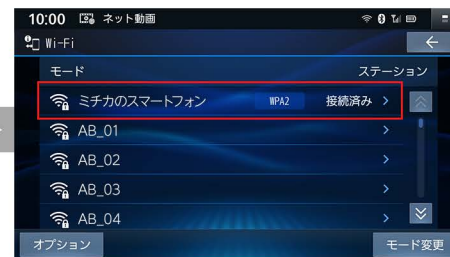 10:00 ネット動画
Wi-Fi
モード ステーション
ミチカのスマートフォン WPA2 接続済み
AB_01
AB_02
AB_03
AB_04
オプション モード変更